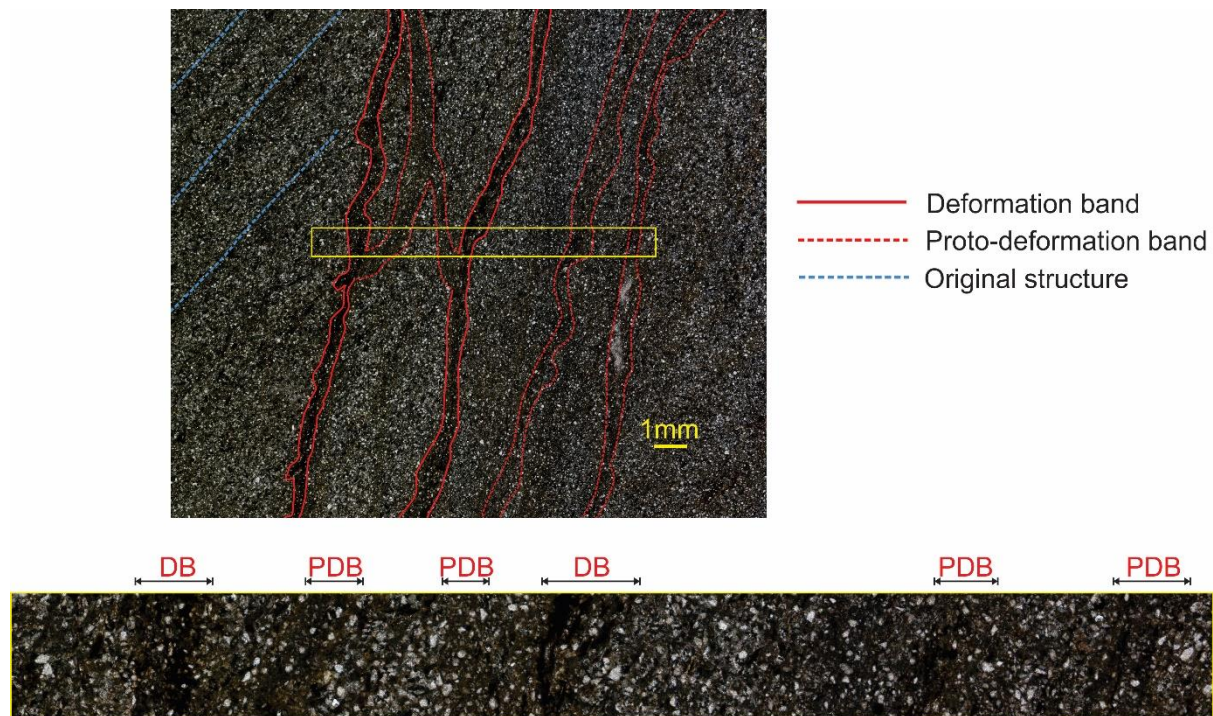 Deformation band
Proto-deformation band
Original structure
1mm
DB PDB PDB DB PDB PDB